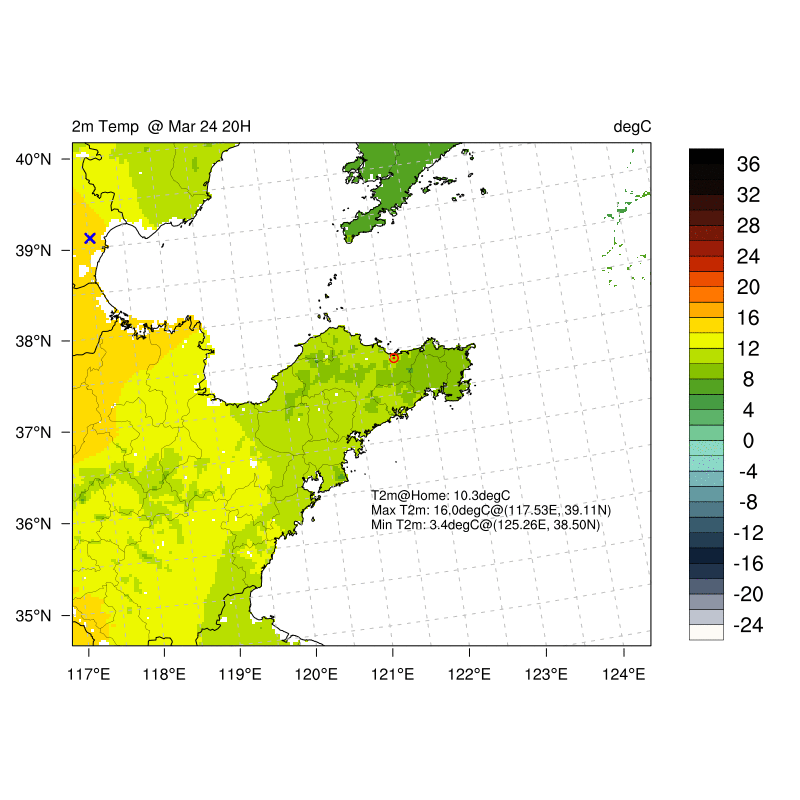 2m Temp @ Mar 24 20H
degC
40°N
39°N
38°N
37°N
36°N
35°N
117°E
118°E
119°E
120°E
121°E
122°E
123°E
124°E
T2m@Home: 10.3degC
Max T2m: 16.0degC@(117.53E, 39.11N)
Min T2m: 3.4degC@(125.26E, 38.50N)
36
32
28
24
20
16
12
8
4
0
-4
-8
-12
-16
-20
-24